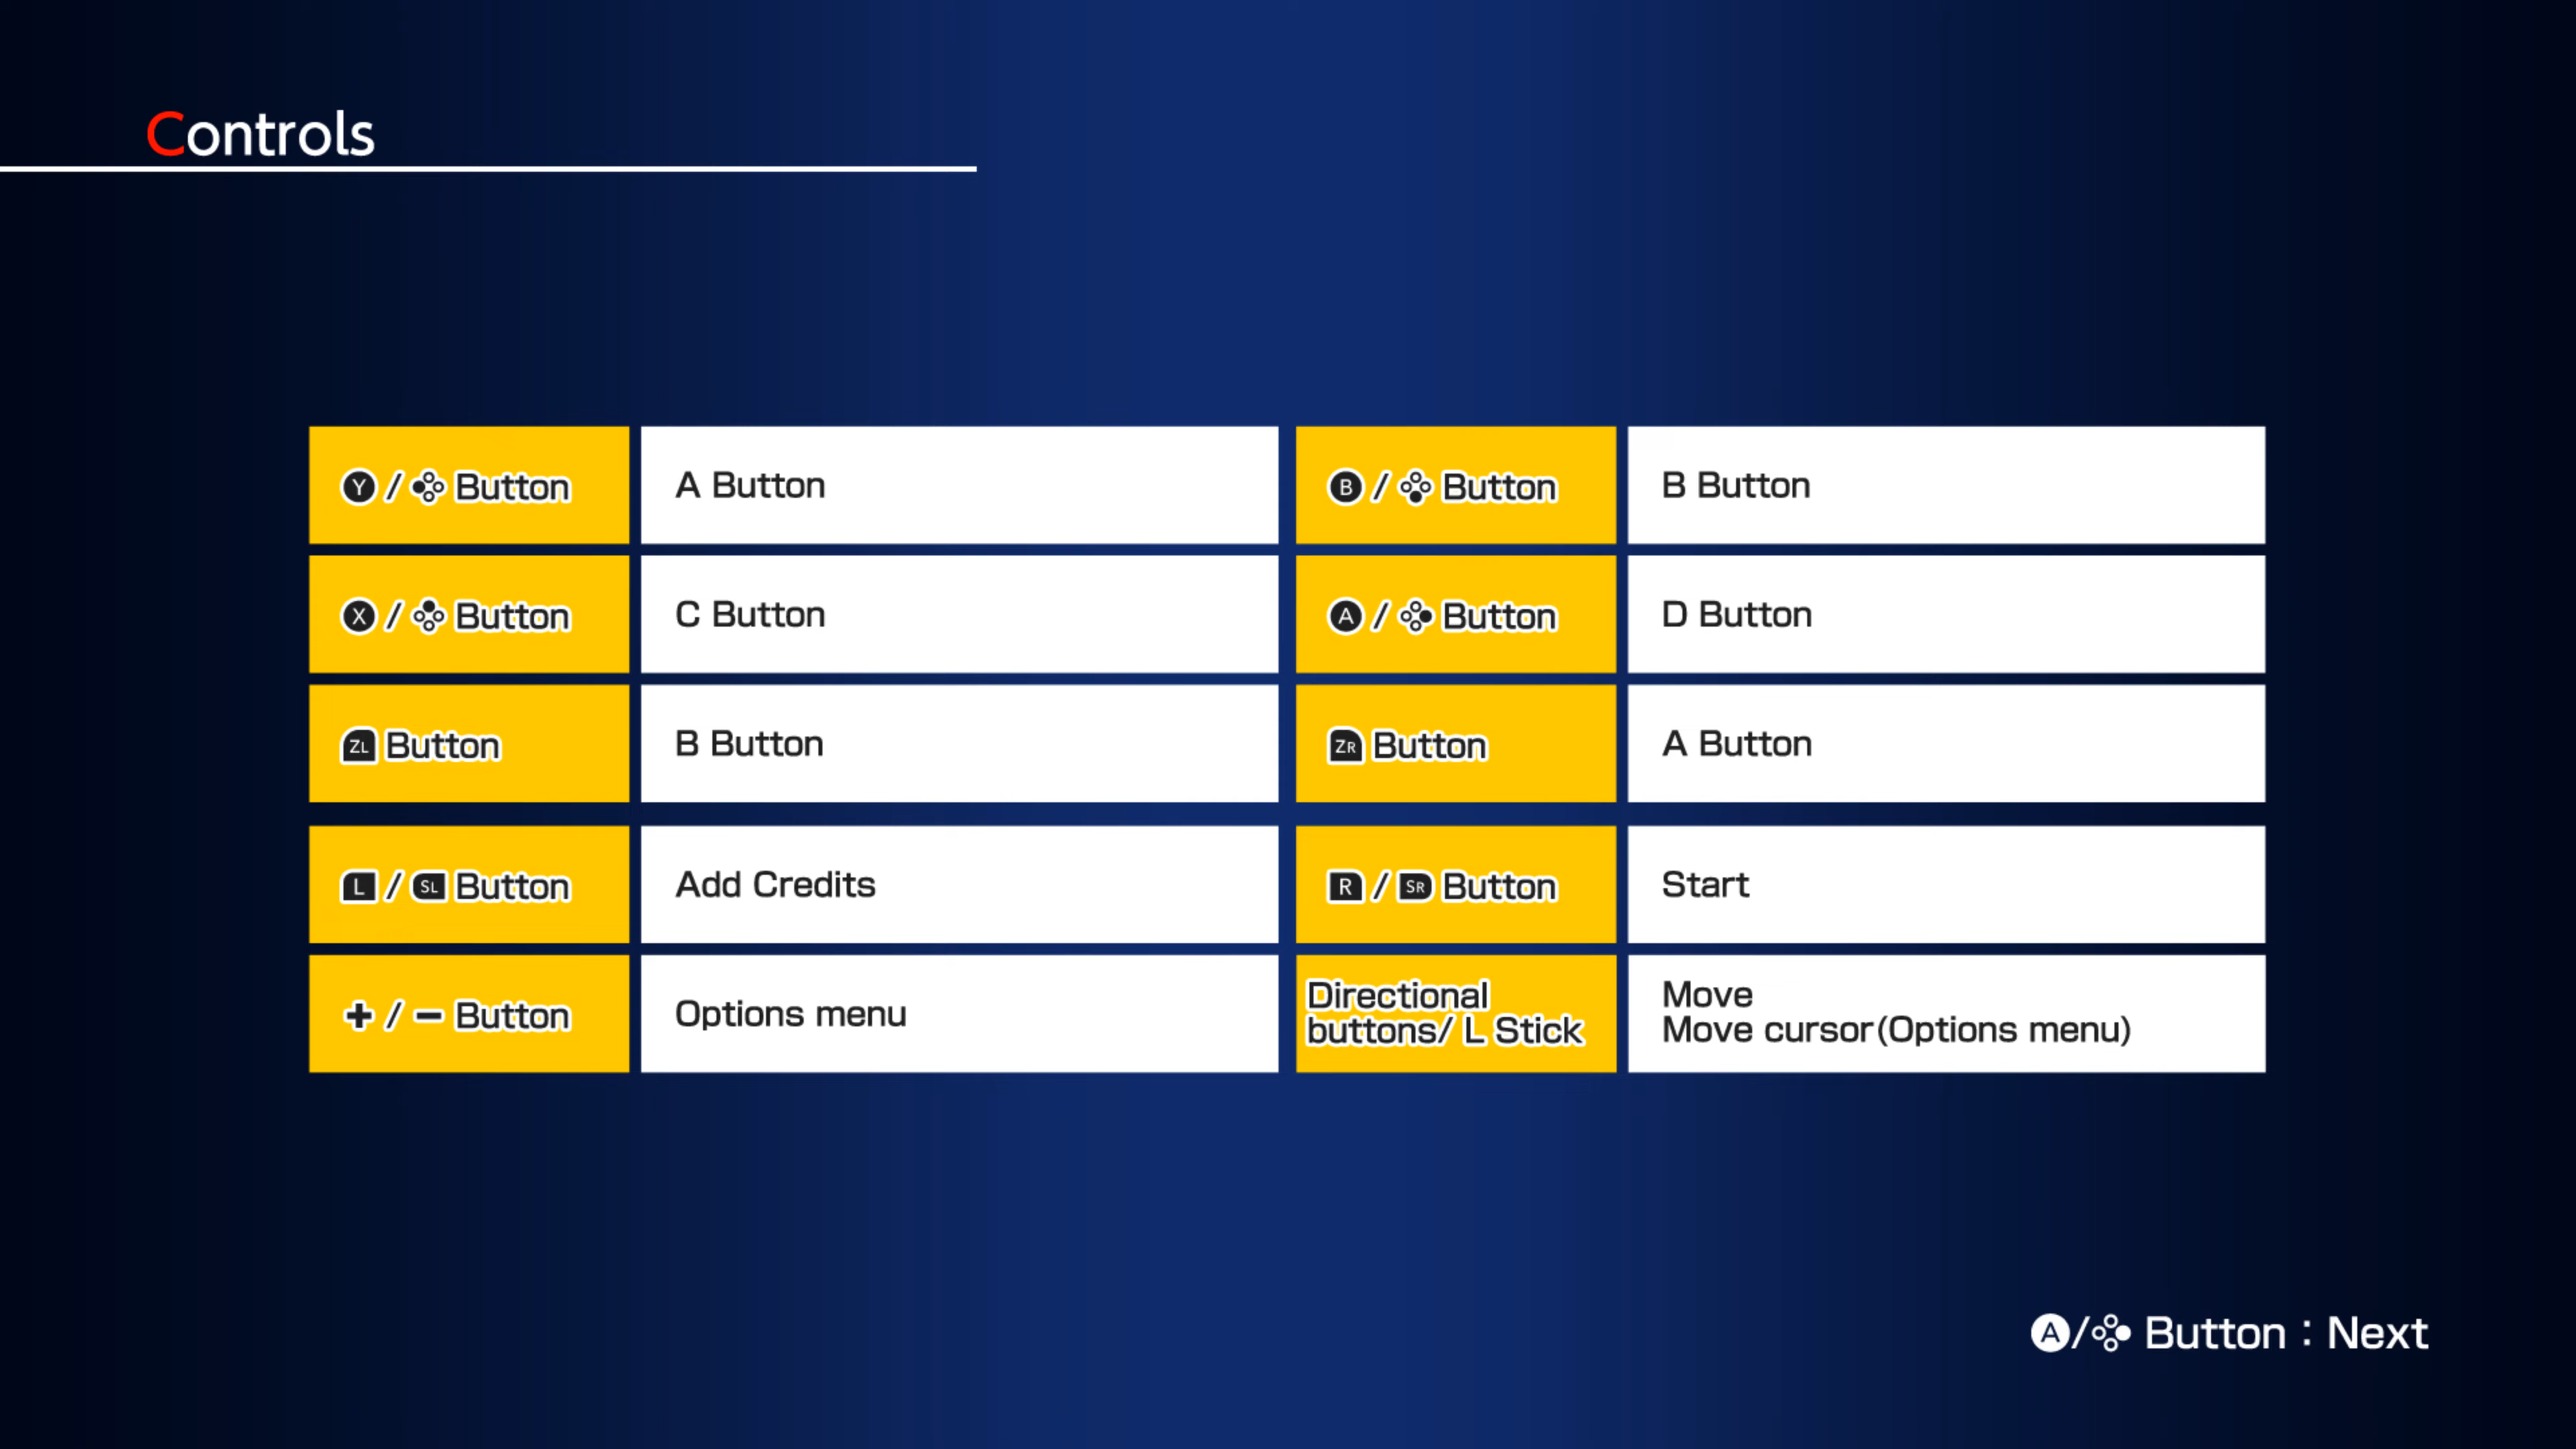 Controls
Y / Button A Button B / Button B Button
X / Button C Button A / Button D Button
ZL Button B Button ZR Button A Button
L / SL Button Add Credits R / SR Button Start
+ / − Button Options menu Directional buttons/ L Stick Move
Move cursor(Options menu)
A/ Button : Next